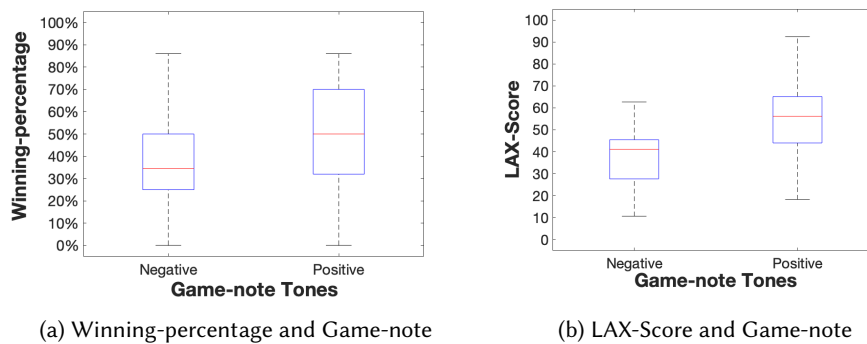 100%
90%
80%
70%
60%
50%
40%
30%
20%
10%
0%
Winning-percentage
Negative Positive
Game-note Tones
(a) Winning-percentage and Game-note
100
90
80
70
60
50
40
30
20
10
0
LAX-Score
Negative Positive
Game-note Tones
(b) LAX-Score and Game-note